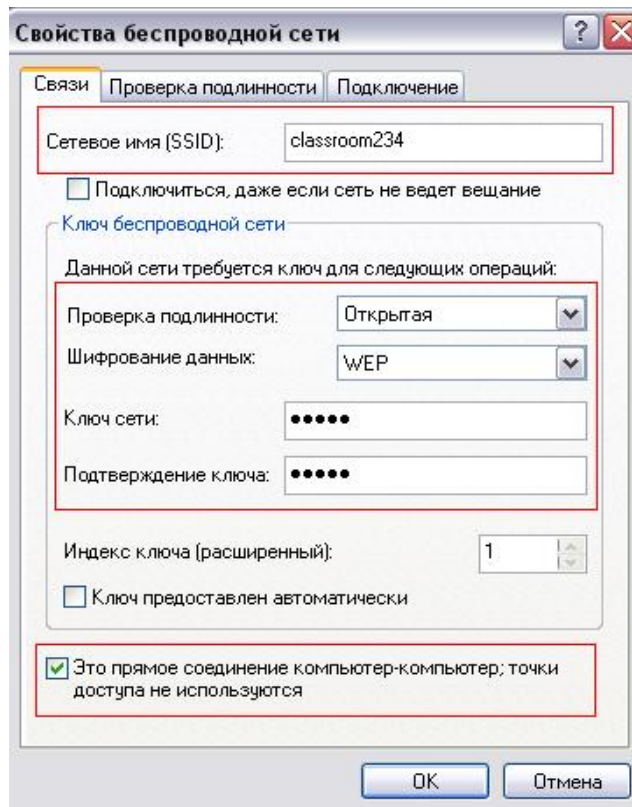 Свойства беспроводной сети
Связи Проверка подлинности Подключение
Сетевое имя (SSID): classroom234
Подключиться, даже если сеть не ведет вещание
Ключ беспроводной сети
Данной сети требуется ключ для следующих операций:
Проверка подлинности: Открытая
Шифрование данных: WEP
Ключ сети: •••••
Подтверждение ключа: •••••
Индекс ключа (расширенный): 1
Ключ предоставлен автоматически
Это прямое соединение компьютер-компьютер; точки
доступа не используются
OK Отмена